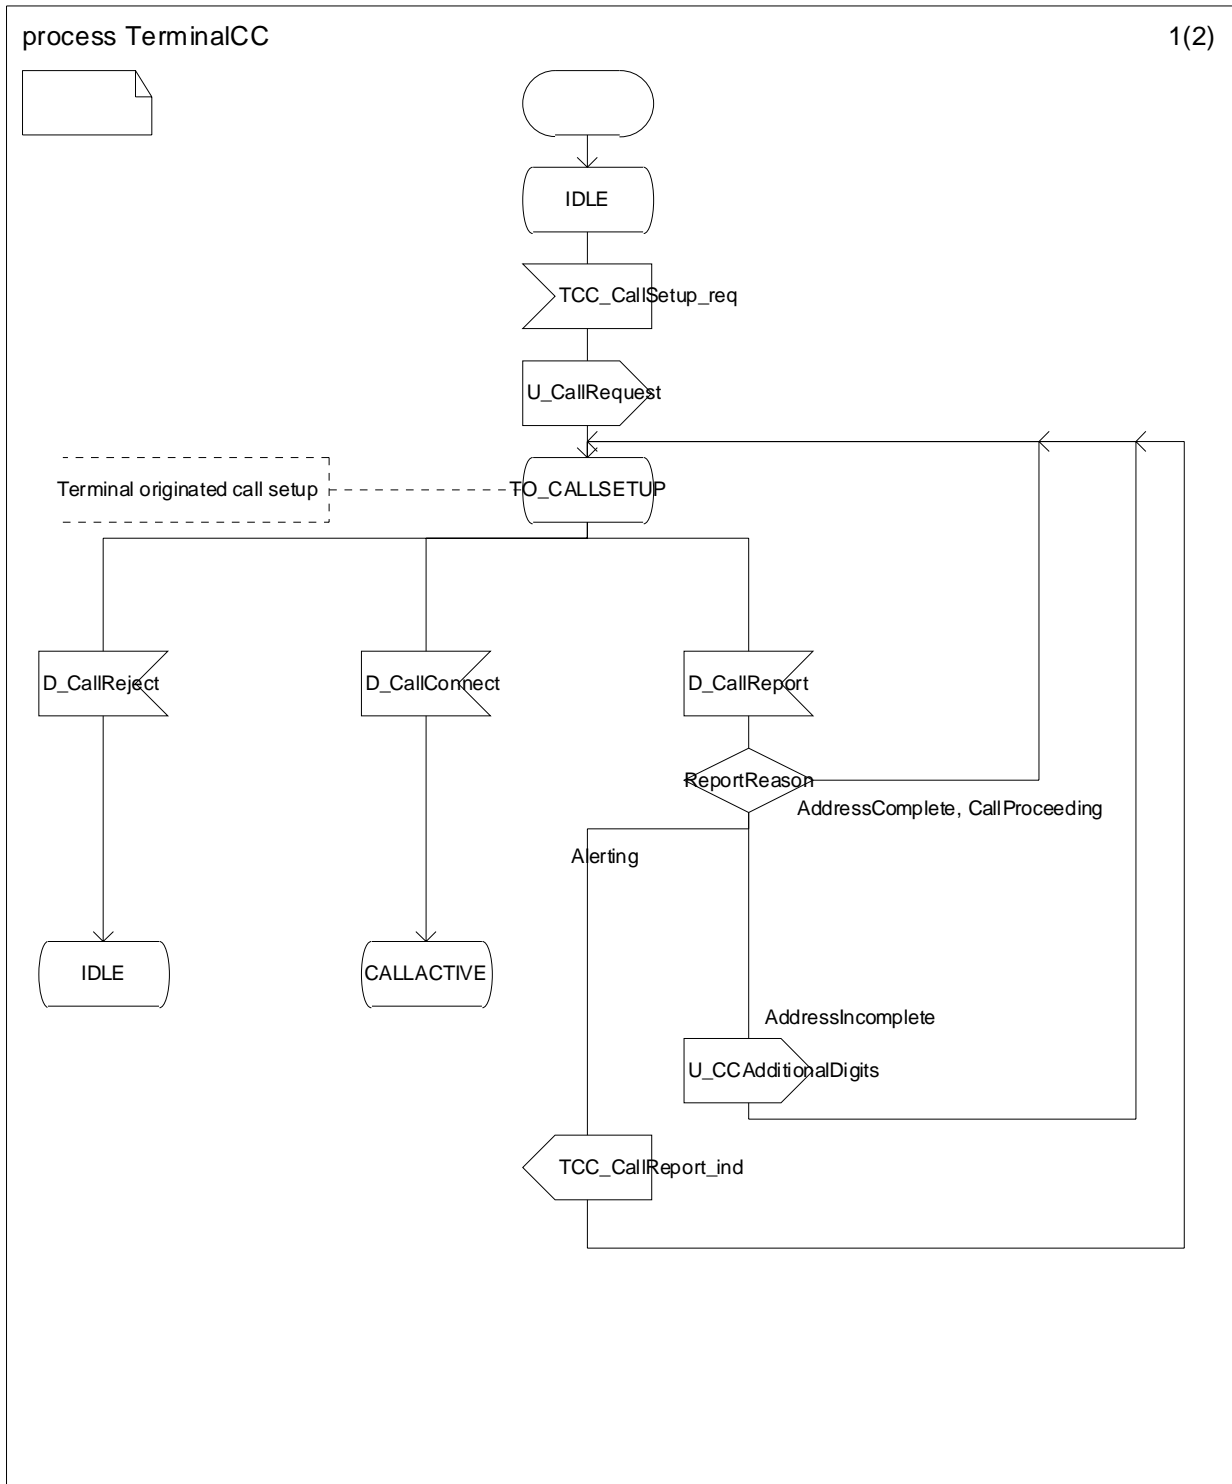 process TerminalCC
1(2)
IDLE
TCC_CallSetup_req
U_CallRequest
Terminal originated call setup
TO_CALLSETUP
D_CallReject
D_CallConnect
D_CallReport
ReportReason
AddressComplete, CallProceeding
Alerting
IDLE
CALLACTIVE
AddressIncomplete
U_CCAdditionalDigits
TCC_CallReport_ind